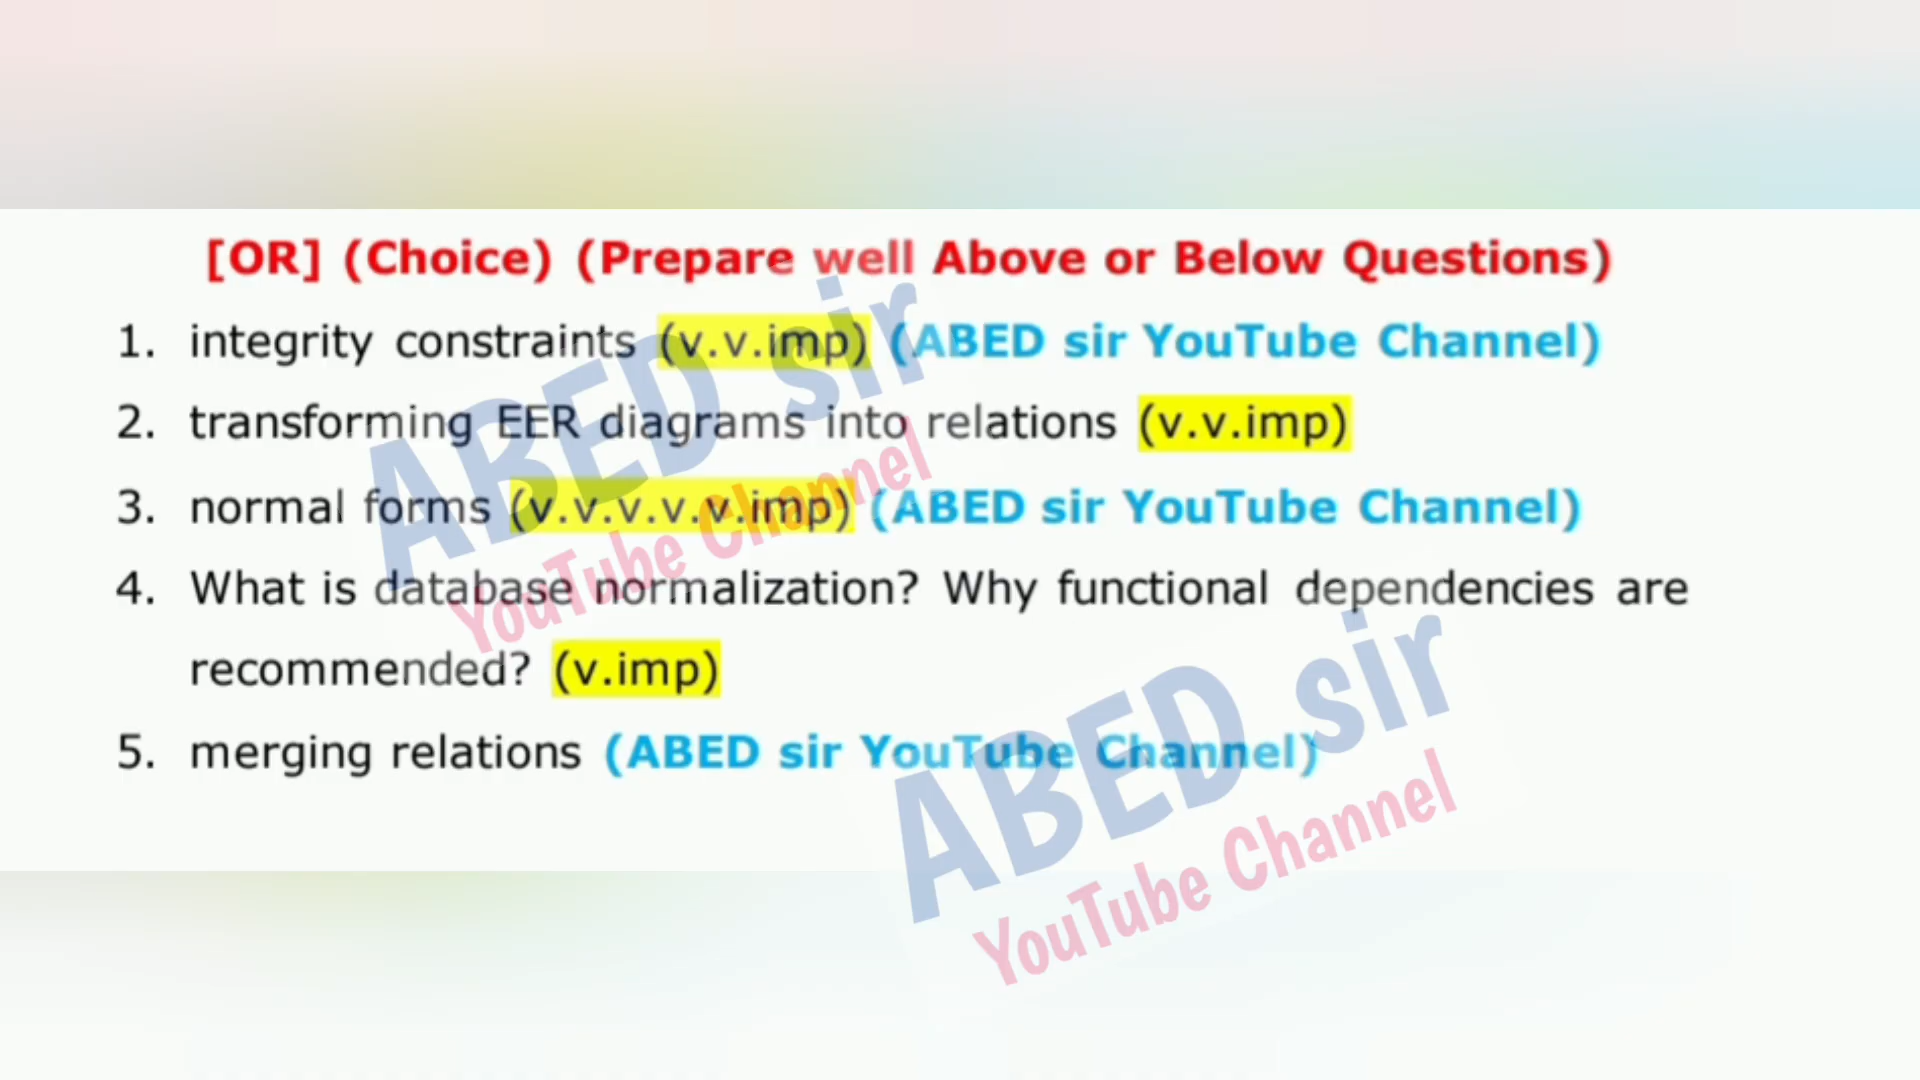 [OR] (Choice) (Prepare well Above or Below Questions)
1. integrity constraints (v.v.imp) (ABED sir YouTube Channel)
2. transforming EER diagrams into relations (v.v.imp)
3. normal forms (v.v.v.v.v.imp) (ABED sir YouTube Channel)
4. What is database normalization? Why functional dependencies are
recommended? (v.imp)
5. merging relations (ABED sir YouTube Channel)
ABED sir
YouTube Channel
ABED sir
YouTube Channel